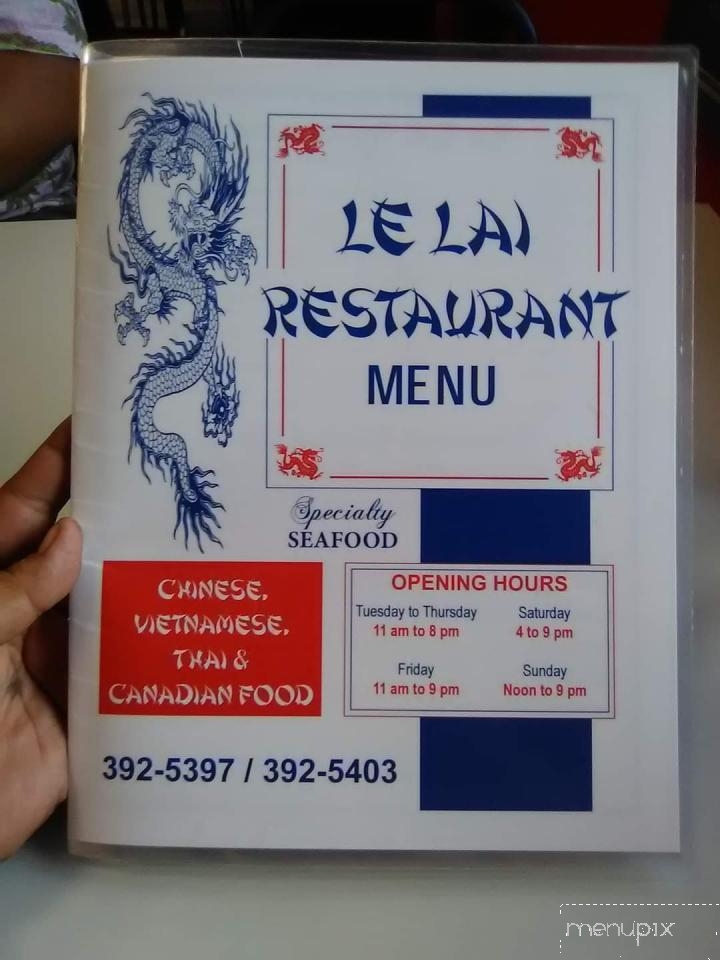 LE LAI
RESTAURANT
MENU
Specialty
SEAFOOD
CHINESE,
VIETNAMESE,
THAI &
CANADIAN FOOD
OPENING HOURS
Tuesday to Thursday
11 am to 8 pm
Saturday
4 to 9 pm
Friday
11 am to 9 pm
Sunday
Noon to 9 pm
392-5397 / 392-5403
menupix